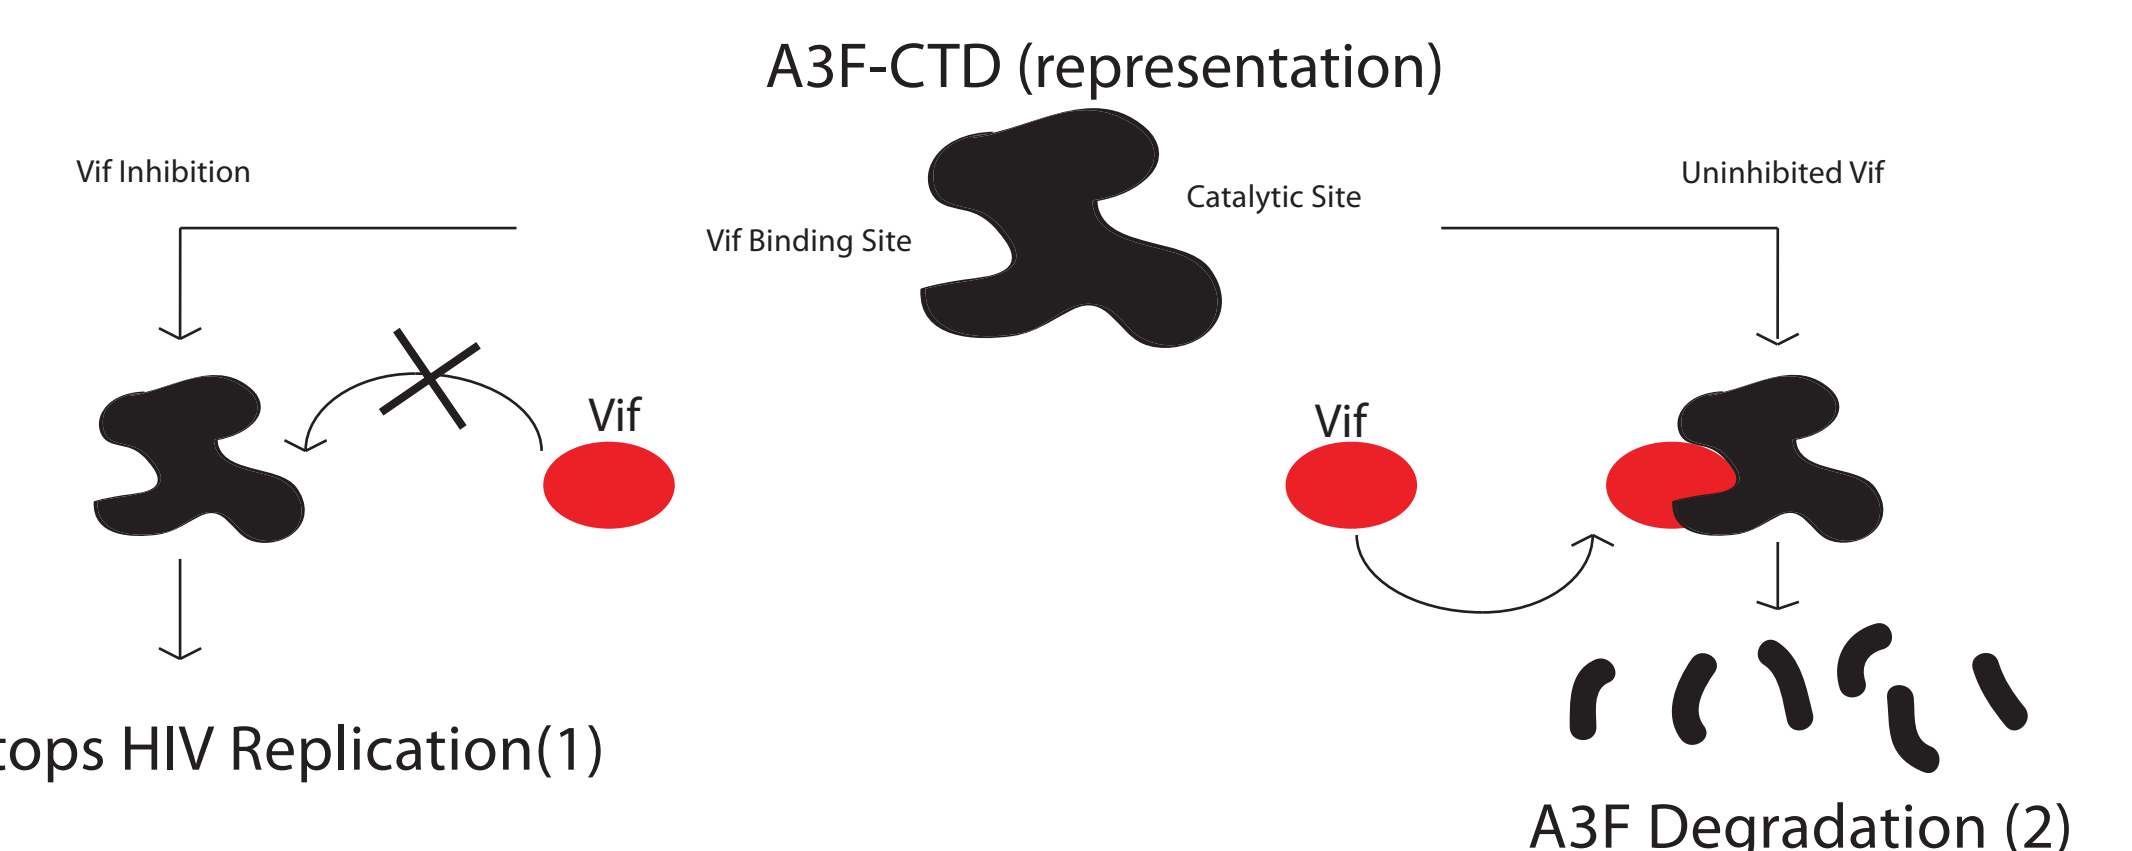 A3F-CTD (representation)
Vif Inhibition
Uninhibited Vif
Catalytic Site
Vif Binding Site
Vif
Vif
tops HIV Replication(1)
A3F Degradation (2)